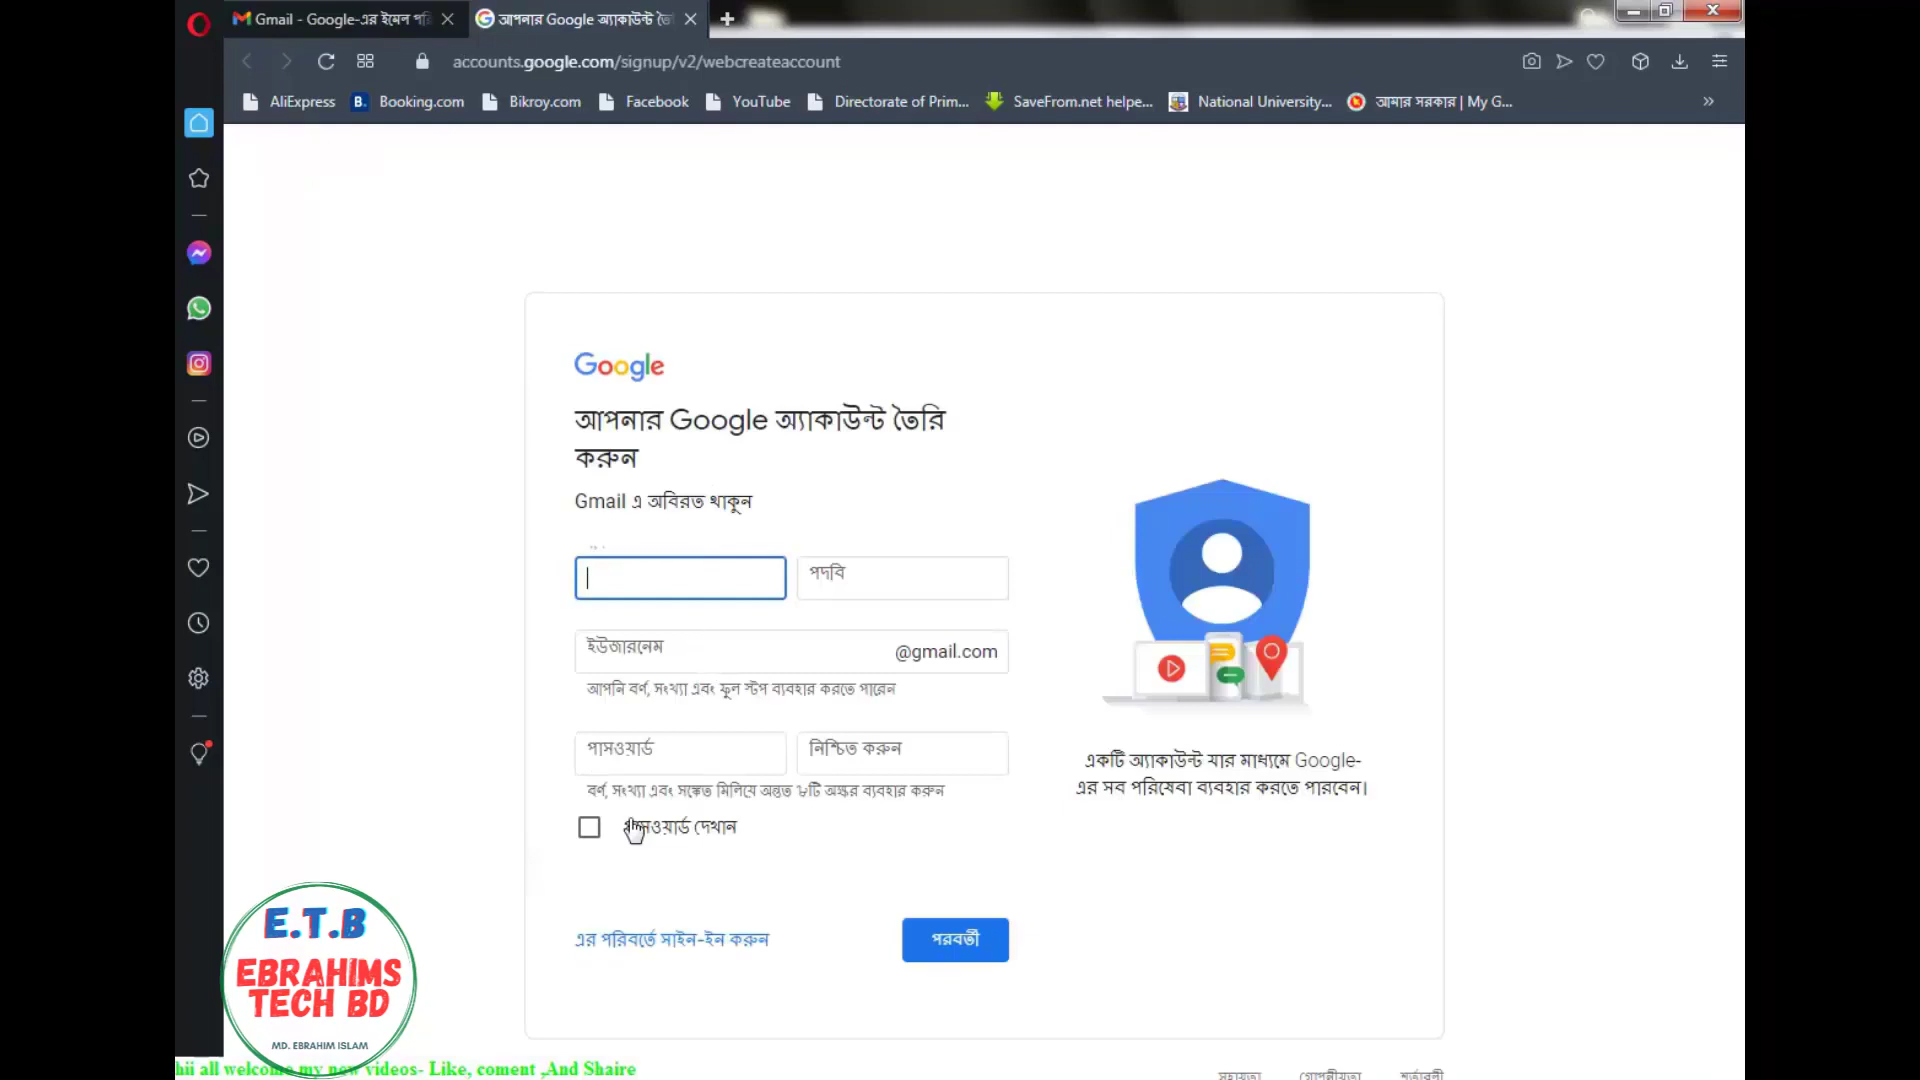 Gmail - Google-এর ইমেল পরি
আপনার Google অ্যাকাউন্ট তৈ
accounts.google.com/signup/v2/webcreateaccount
AliExpress
B. Booking.com
Bikroy.com
Facebook
YouTube
Directorate of Prim...
SaveFrom.net helpe...
National University...
আমার সরকার | My G...
Google
আপনার Google অ্যাকাউন্ট তৈরি
করুন
Gmail এ অবিরত থাকুন
পদবি
ইউজারনেম
@gmail.com
আপনি বর্ণ, সংখ্যা এবং ফুল স্টপ ব্যবহার করতে পারেন
পাসওয়ার্ড
নিশ্চিত করুন
বর্ণ, সংখ্যা এবং সঙ্কেত মিলিয়ে অন্তত ৮টি অক্ষর ব্যবহার করুন
পাসওয়ার্ড দেখান
একটি অ্যাকাউন্ট যার মাধ্যমে Google-
এর সব পরিষেবা ব্যবহার করতে পারবেন।
এর পরিবর্তে সাইন-ইন করুন
পরবর্তী
E.T.B
EBRAHIMS
TECH BD
MD. EBRAHIM ISLAM
hii all welcome my new videos- Like, coment ,And Shaire
সহায়তা
গোপনীয়তা
শর্তাবলী